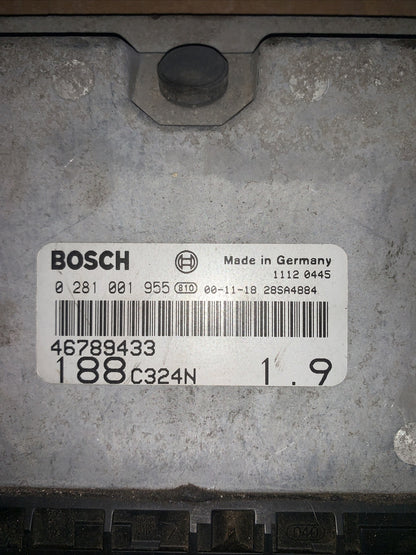 BOSCH Made in Germany
1112 0445
0 281 001 955 810 00-11-18 28SA4884
46789433
188C324N 1.9